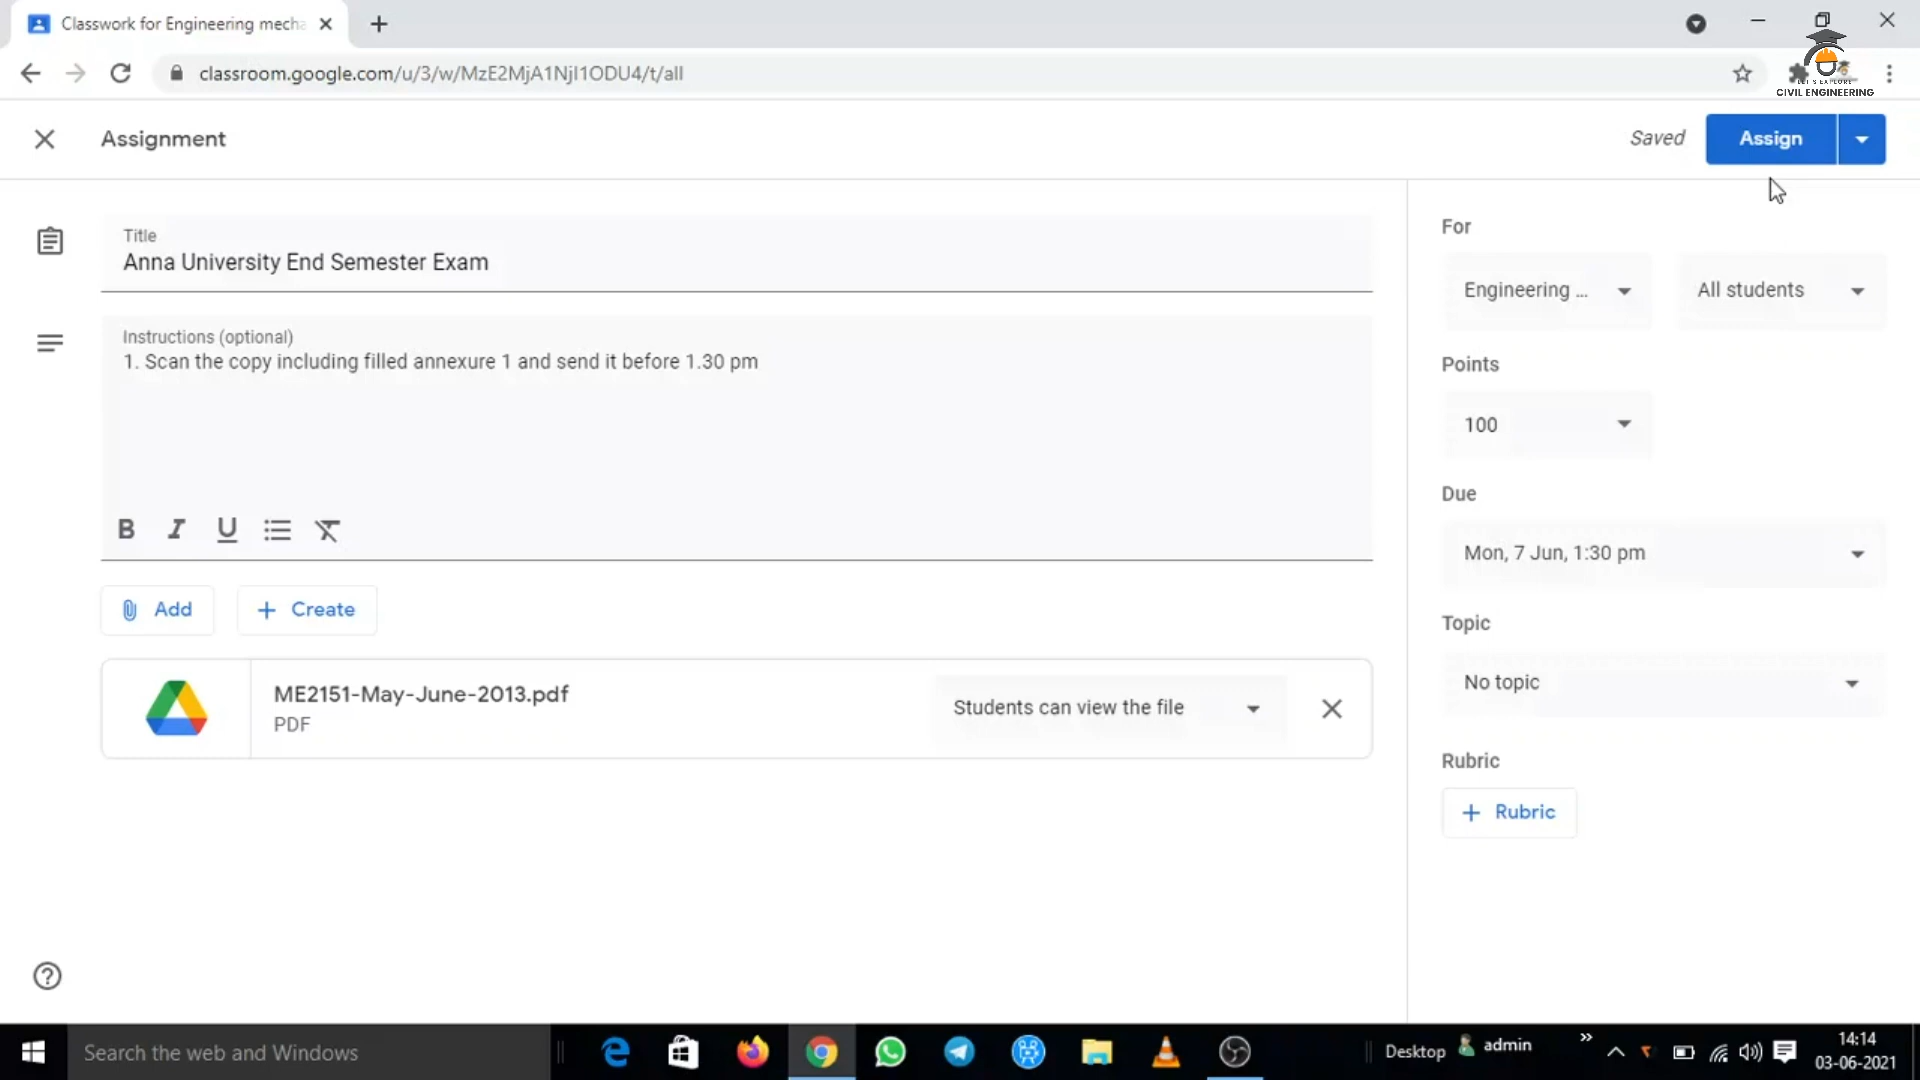 Classwork for Engineering mecha
classroom.google.com/u/3/w/MzE2MjA1NjI1ODU4/t/all
LET'S EXPLORE
CIVIL ENGINEERING
Assignment
Saved
Assign
Title
Anna University End Semester Exam
Instructions (optional)
1. Scan the copy including filled annexure 1 and send it before 1.30 pm
B I U
Add
Create
ME2151-May-June-2013.pdf
PDF
Students can view the file
For
Engineering ...
All students
Points
100
Due
Mon, 7 Jun, 1:30 pm
Topic
No topic
Rubric
Rubric
Search the web and Windows
Desktop
admin
14:14
03-06-2021